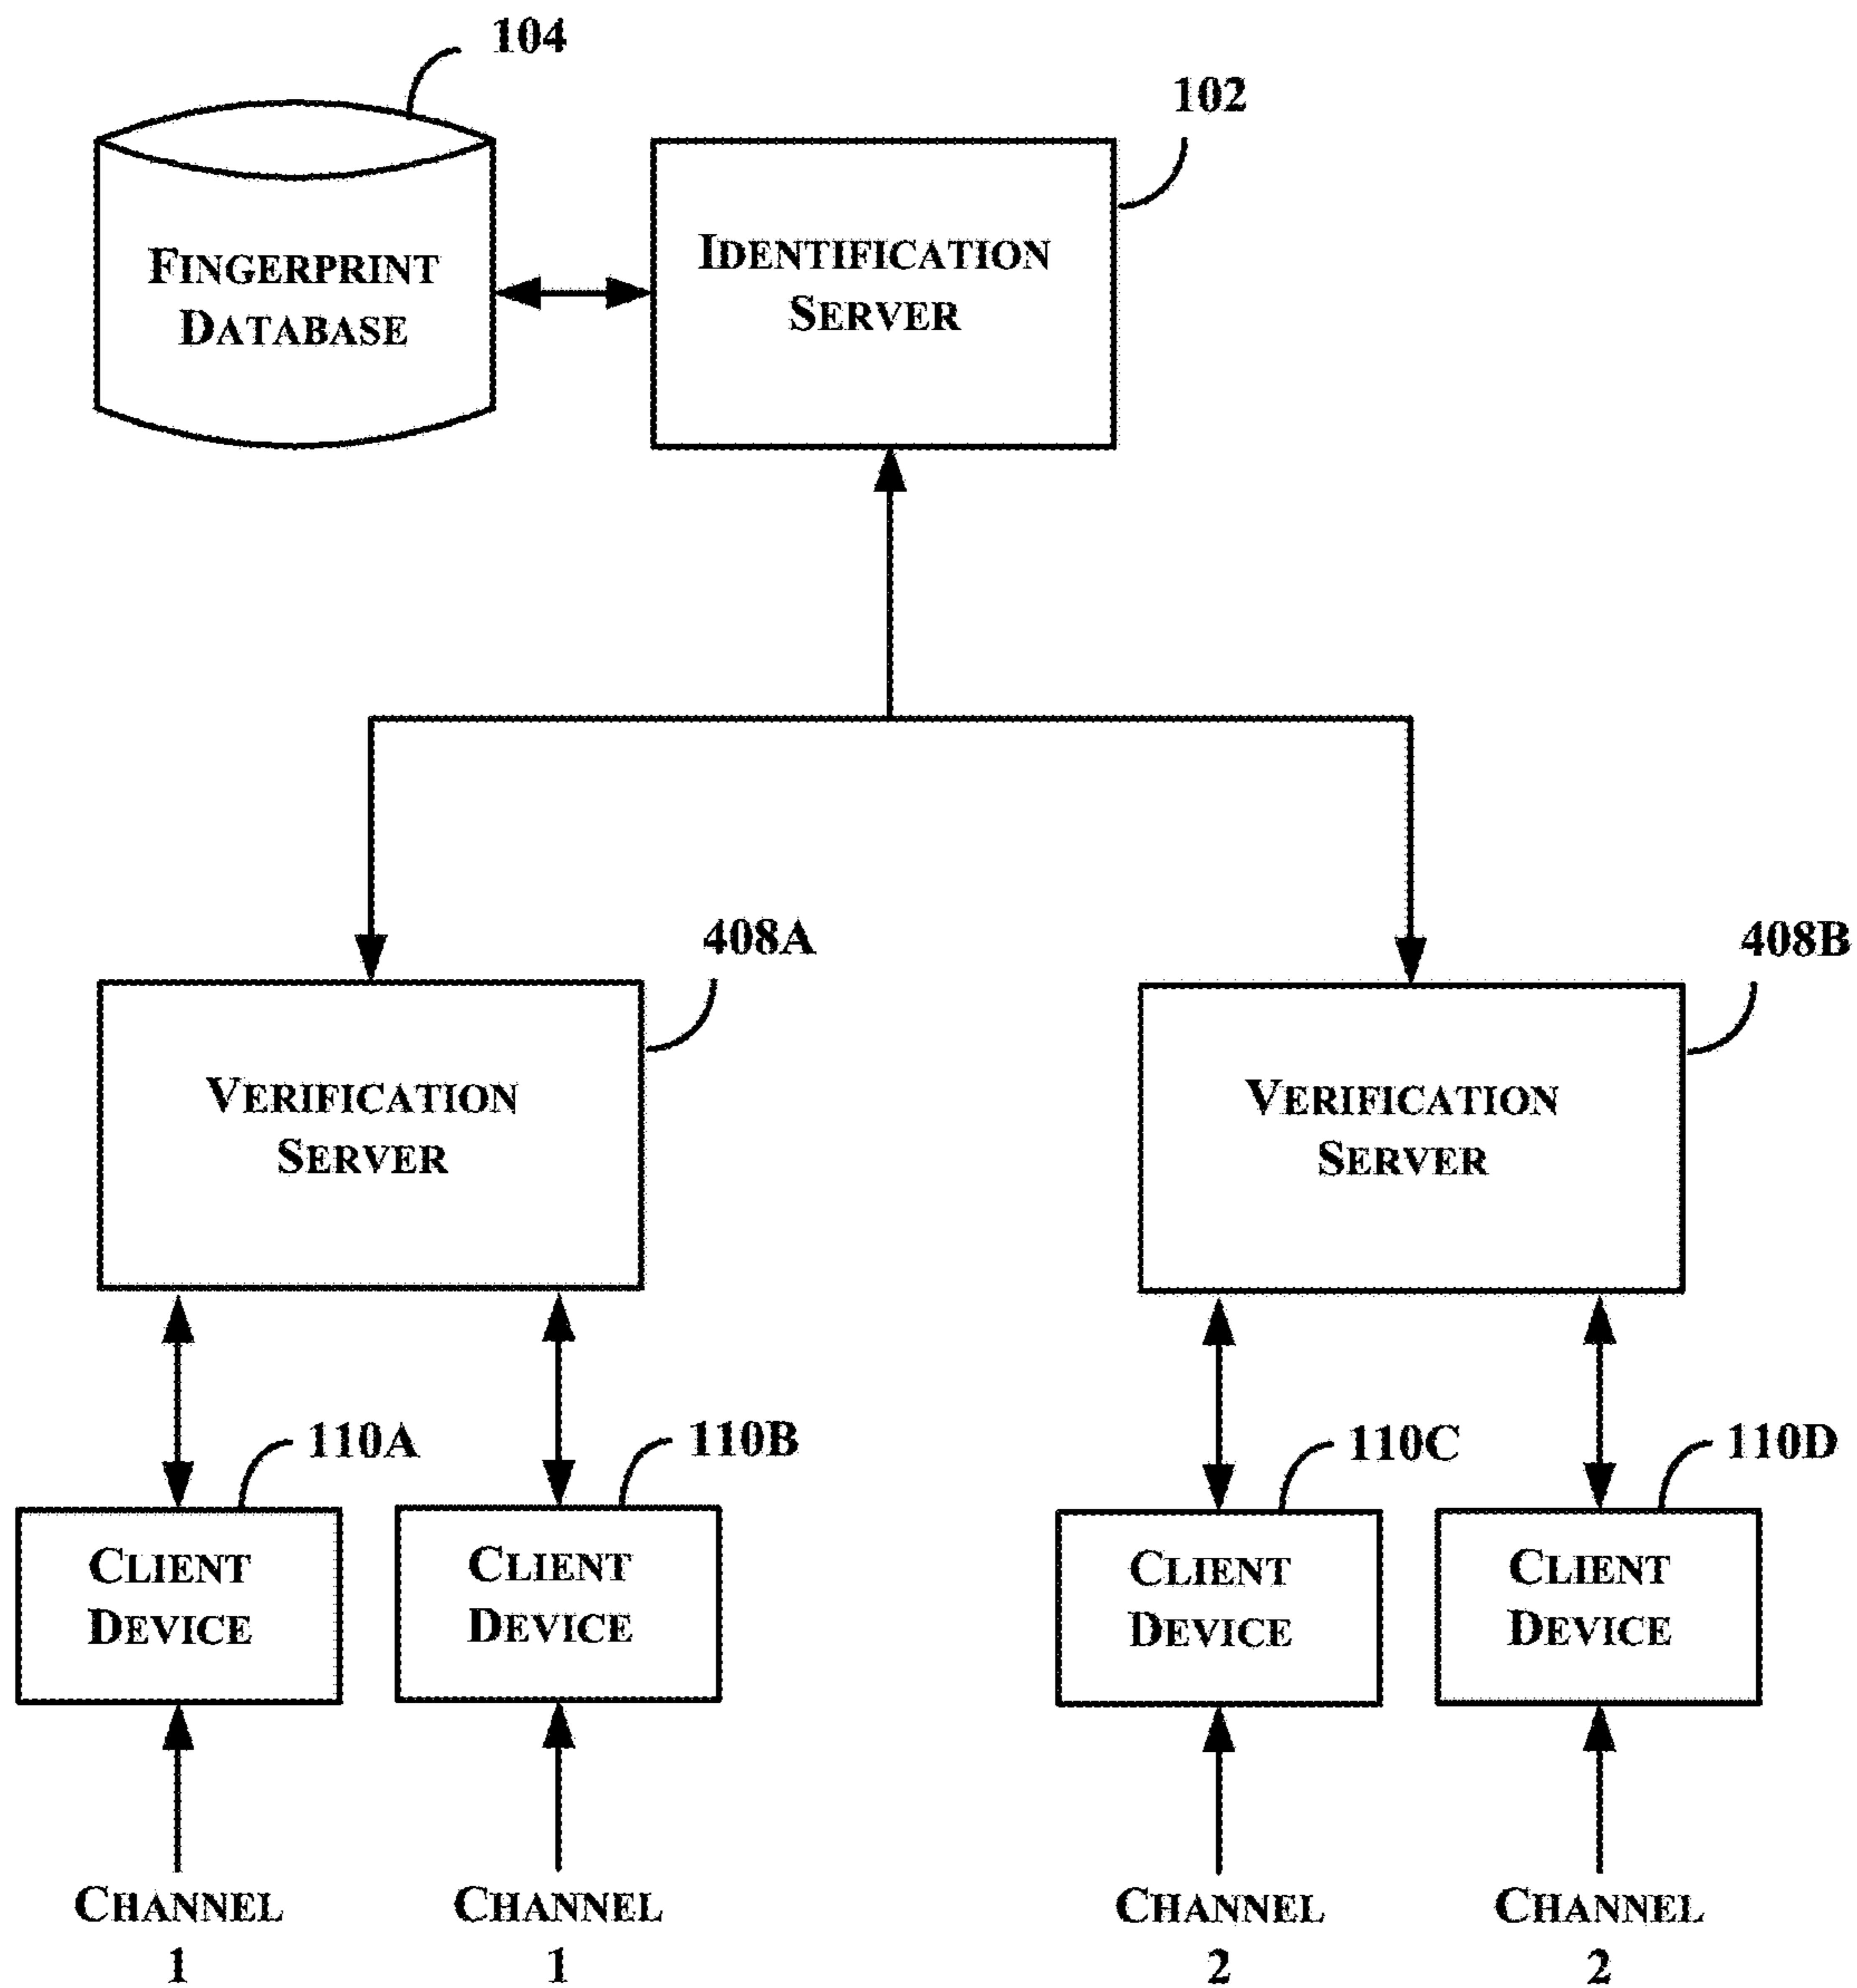 104
102
FINGERPRINT
DATABASE
IDENTIFICATION
SERVER
408A
408B
VERIFICATION
SERVER
VERIFICATION
SERVER
110A
110B
110C
110D
CLIENT
DEVICE
CLIENT
DEVICE
CLIENT
DEVICE
CLIENT
DEVICE
CHANNEL
1
CHANNEL
1
CHANNEL
2
CHANNEL
2